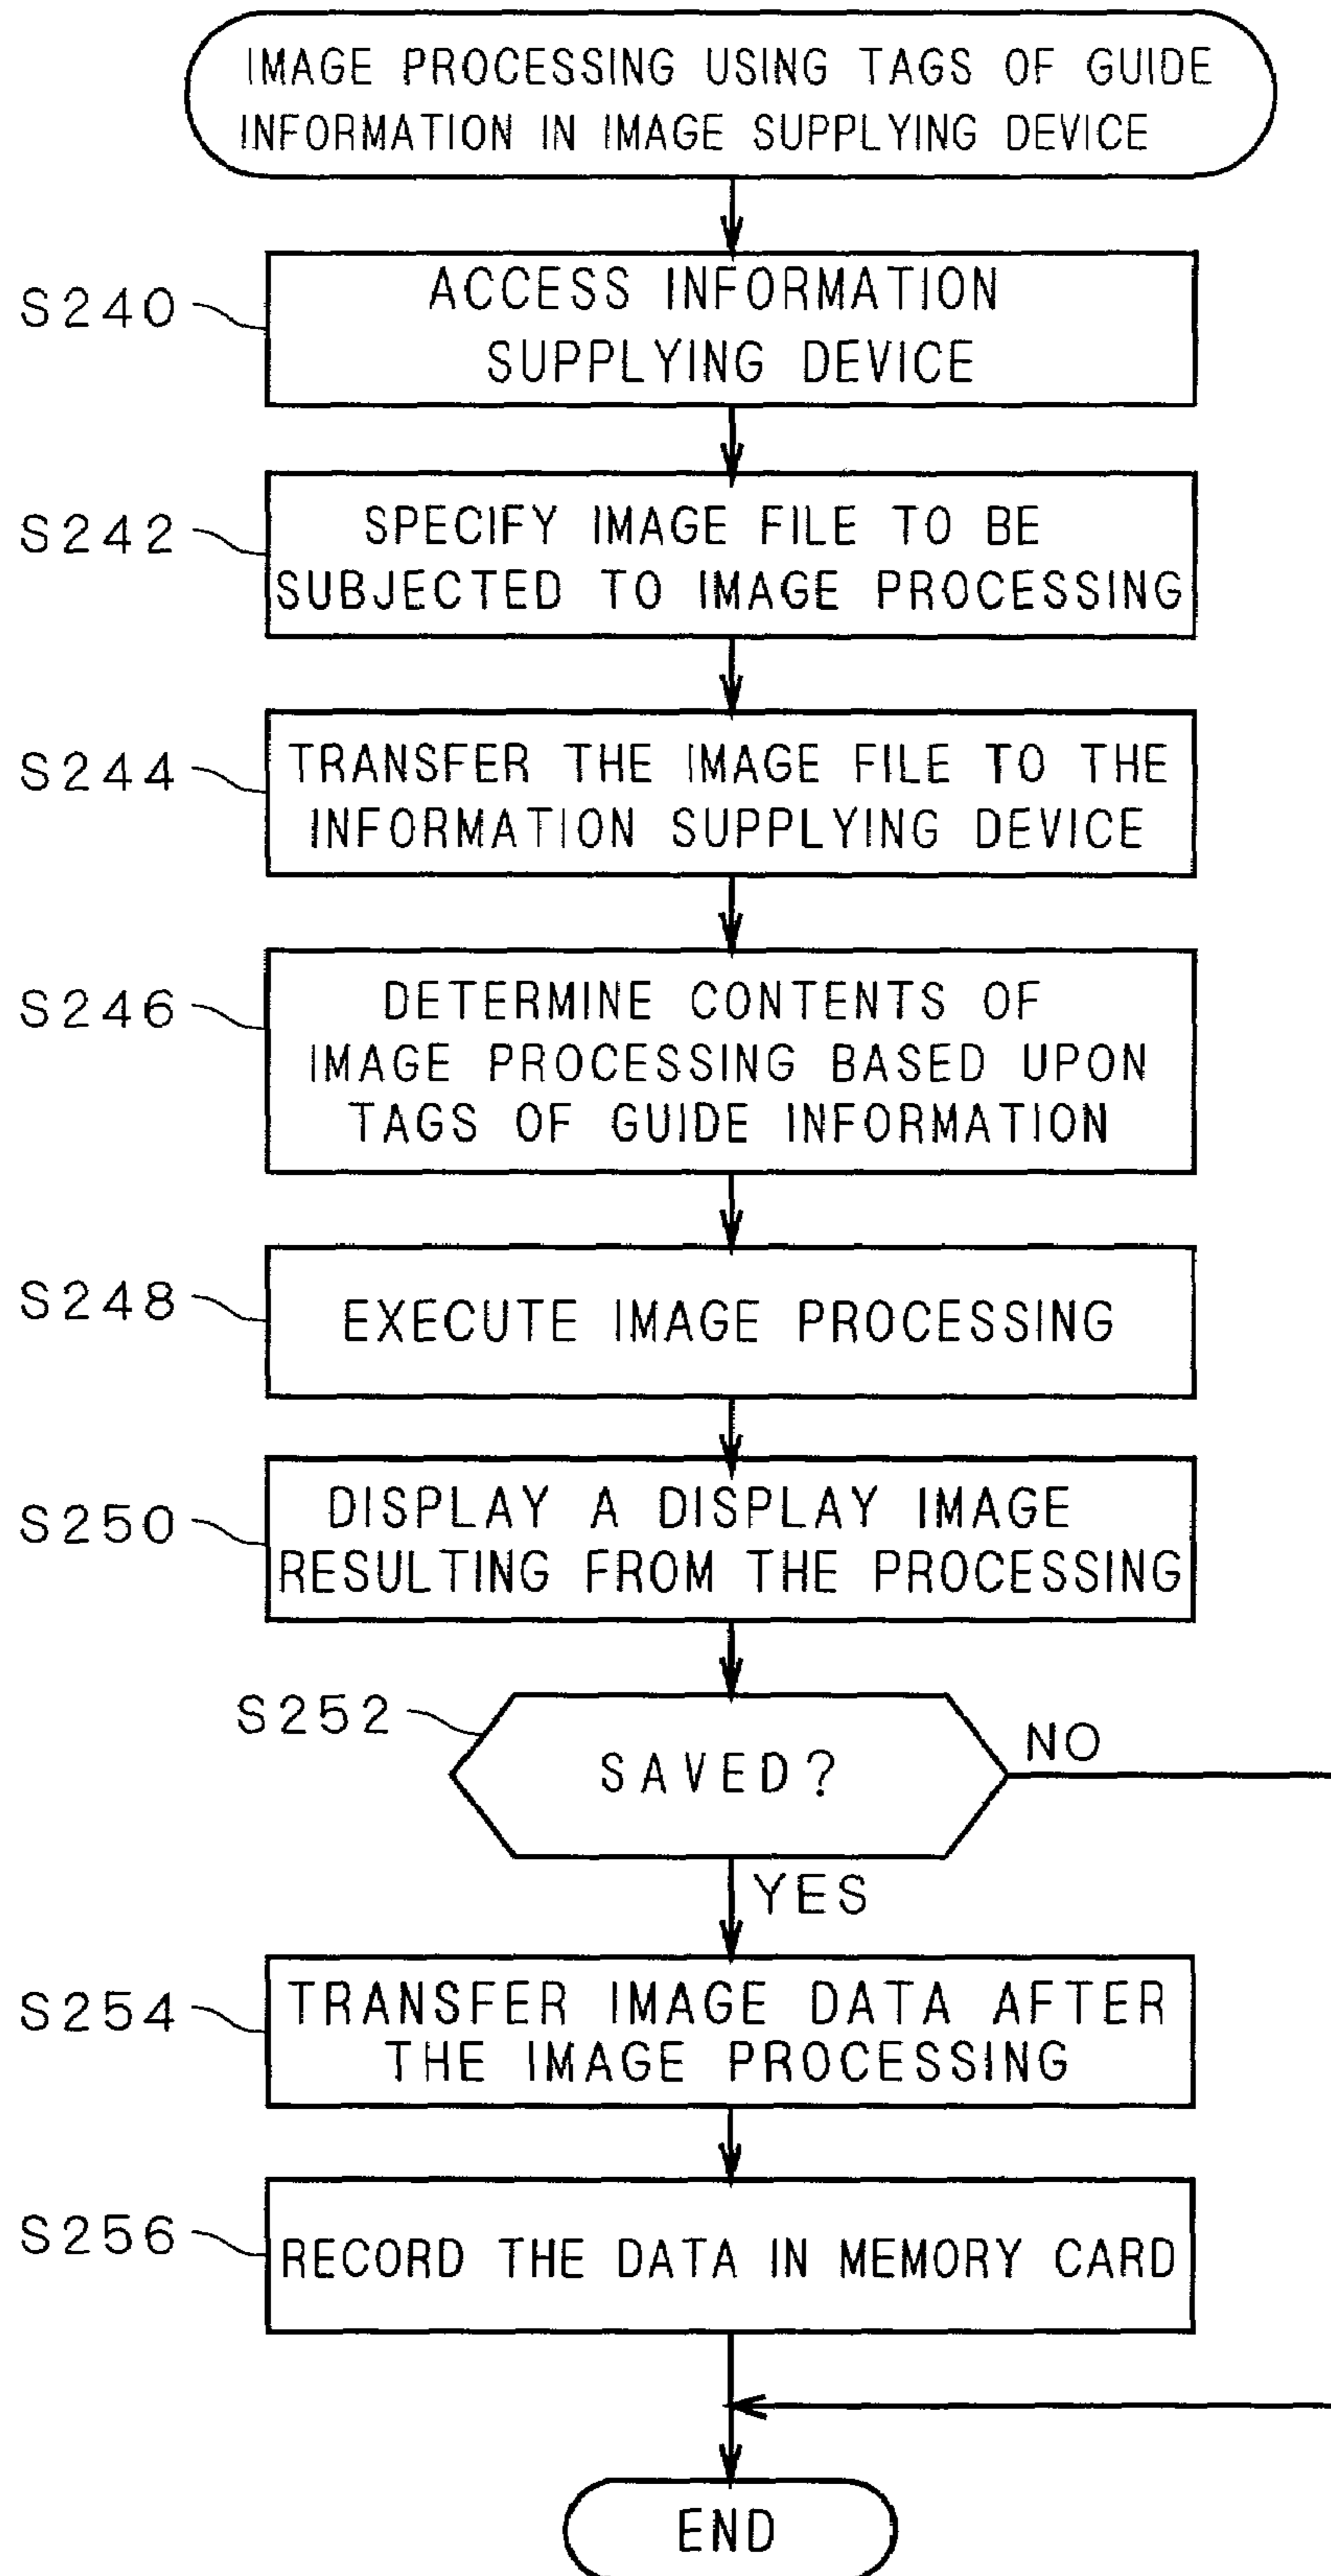 IMAGE PROCESSING USING TAGS OF GUIDE
INFORMATION IN IMAGE SUPPLYING DEVICE
S240
ACCESS INFORMATION
SUPPLYING DEVICE
S242
SPECIFY IMAGE FILE TO BE
SUBJECTED TO IMAGE PROCESSING
S244
TRANSFER THE IMAGE FILE TO THE
INFORMATION SUPPLYING DEVICE
S246
DETERMINE CONTENTS OF
IMAGE PROCESSING BASED UPON
TAGS OF GUIDE INFORMATION
S248
EXECUTE IMAGE PROCESSING
S250
DISPLAY A DISPLAY IMAGE
RESULTING FROM THE PROCESSING
S252
SAVED?
NO
YES
S254
TRANSFER IMAGE DATA AFTER
THE IMAGE PROCESSING
S256
RECORD THE DATA IN MEMORY CARD
END